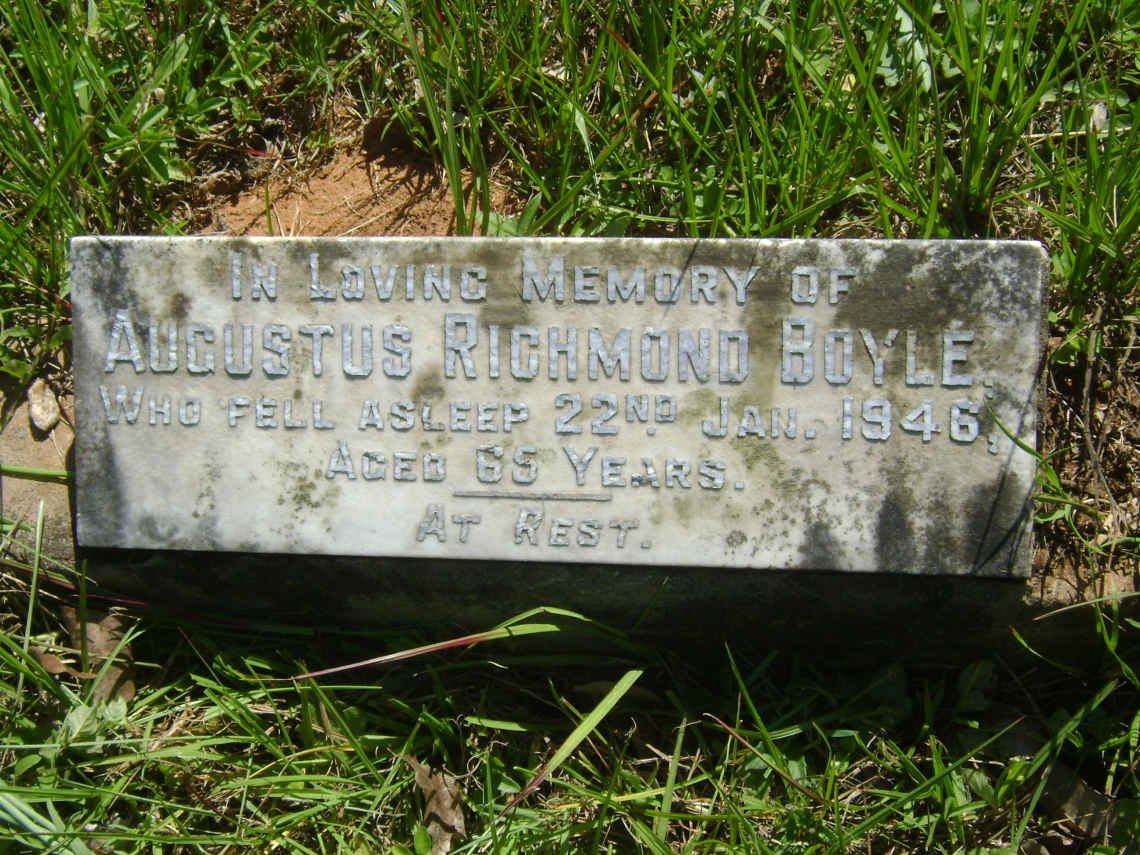 In Loving Memory of
Augustus Richmond Boyle,
Who fell asleep 22nd Jan. 1946,
Aged 65 Years.
At Rest.